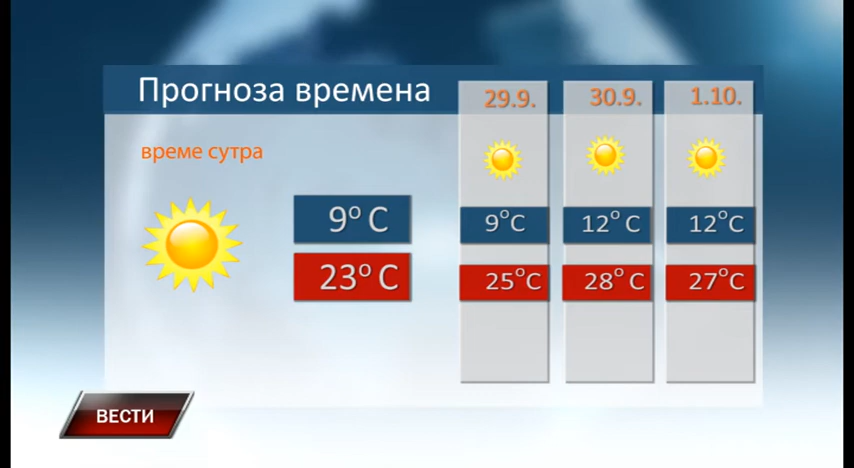 Прогноза времена
време сутра
9° C
23° C
29.9.
9°C
25°C
30.9.
12°C
28°C
1.10.
12°C
27°C
ВЕСТИ